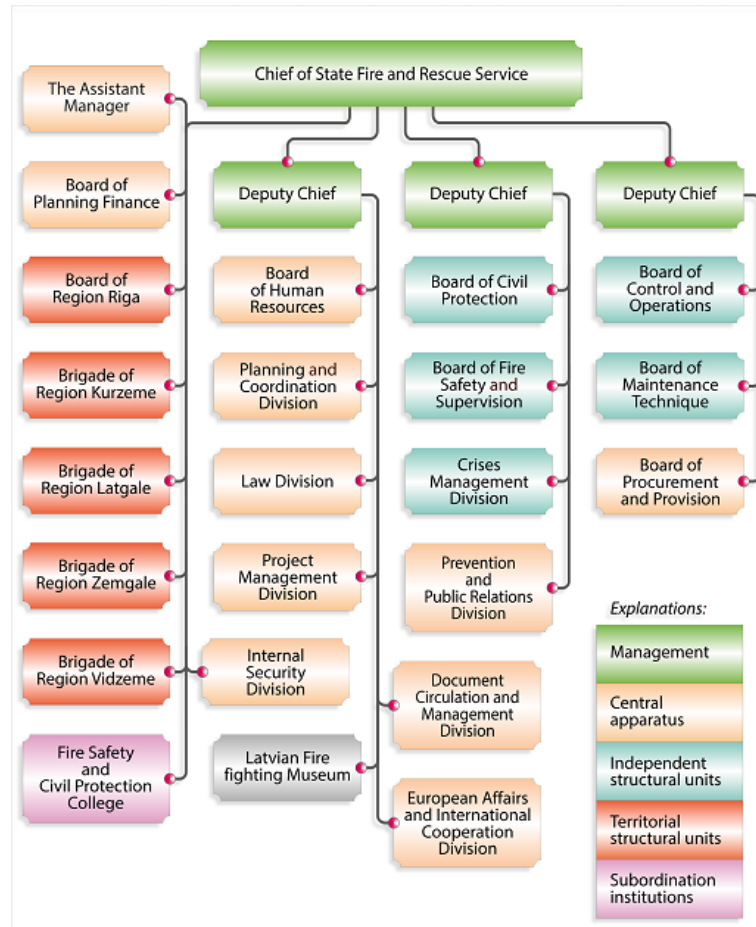 Chief of State Fire and Rescue Service
The Assistant
Manager
Board of
Planning Finance
Board of
Region Riga
Brigade of
Region Kurzeme
Brigade of
Region Latgale
Brigade of
Region Zemgale
Brigade of
Region Vidzeme
Fire Safety
and
Civil Protection
College
Deputy Chief
Board
of Human
Resources
Planning and
Coordination
Division
Law Division
Project
Management
Division
Internal
Security
Division
Latvian Fire
fighting Museum
Document
Circulation and
Management
Division
European Affairs
and International
Cooperation
Division
Deputy Chief
Board of Civil
Protection
Board of Fire
Safety and
Supervision
Crises
Management
Division
Prevention
and
Public Relations
Division
Deputy Chief
Board of
Control and
Operations
Board of
Maintenance
Technique
Board of
Procurement
and Provision
Explanations:
Management
Central
apparatus
Independent
structural units
Territorial
structural units
Subordination
institutions